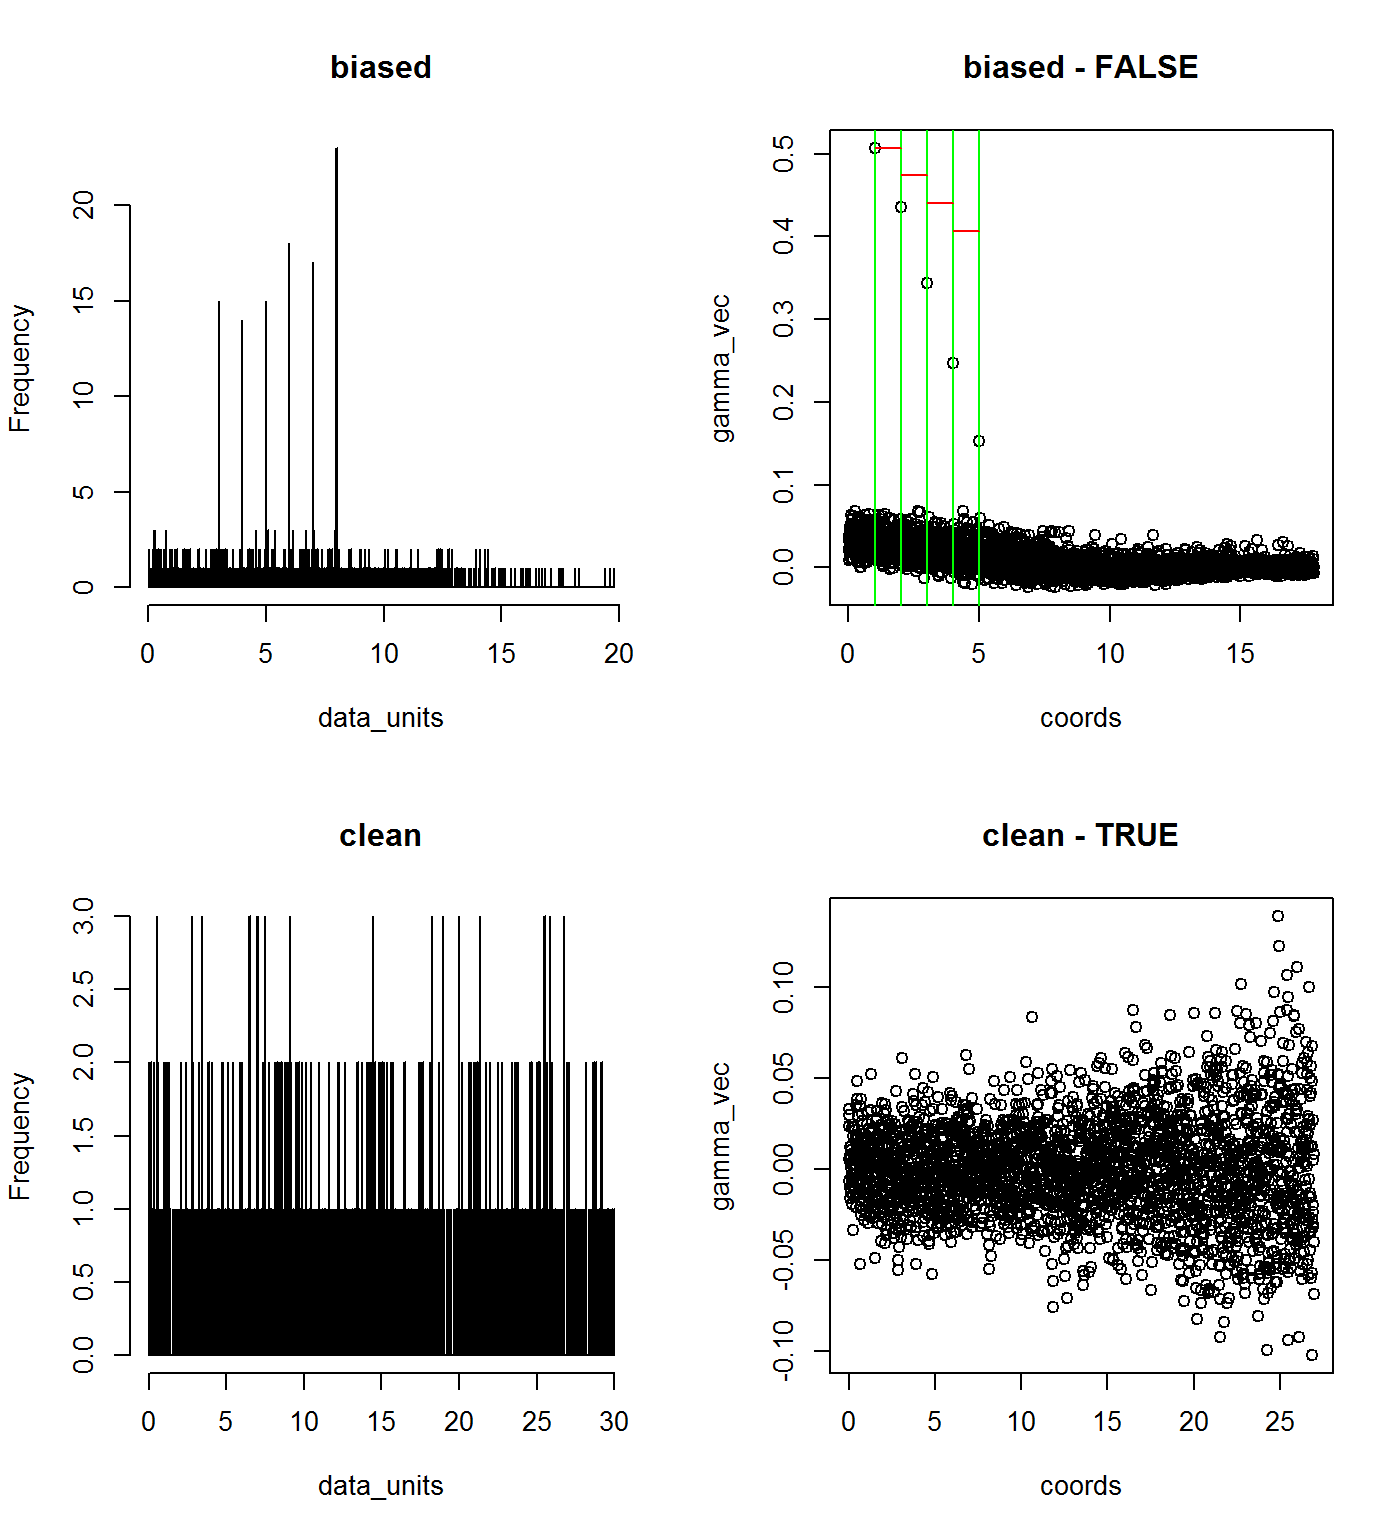 biased
Frequency
0 5 10 15 20
0 5 10 15 20
data_units
biased - FALSE
gamma_vec
0.0 0.1 0.2 0.3 0.4 0.5
0 5 10 15
coords
clean
Frequency
0.0 0.5 1.0 1.5 2.0 2.5 3.0
0 5 10 15 20 25 30
data_units
clean - TRUE
gamma_vec
-0.10 -0.05 0.00 0.05 0.10
0 5 10 15 20 25
coords